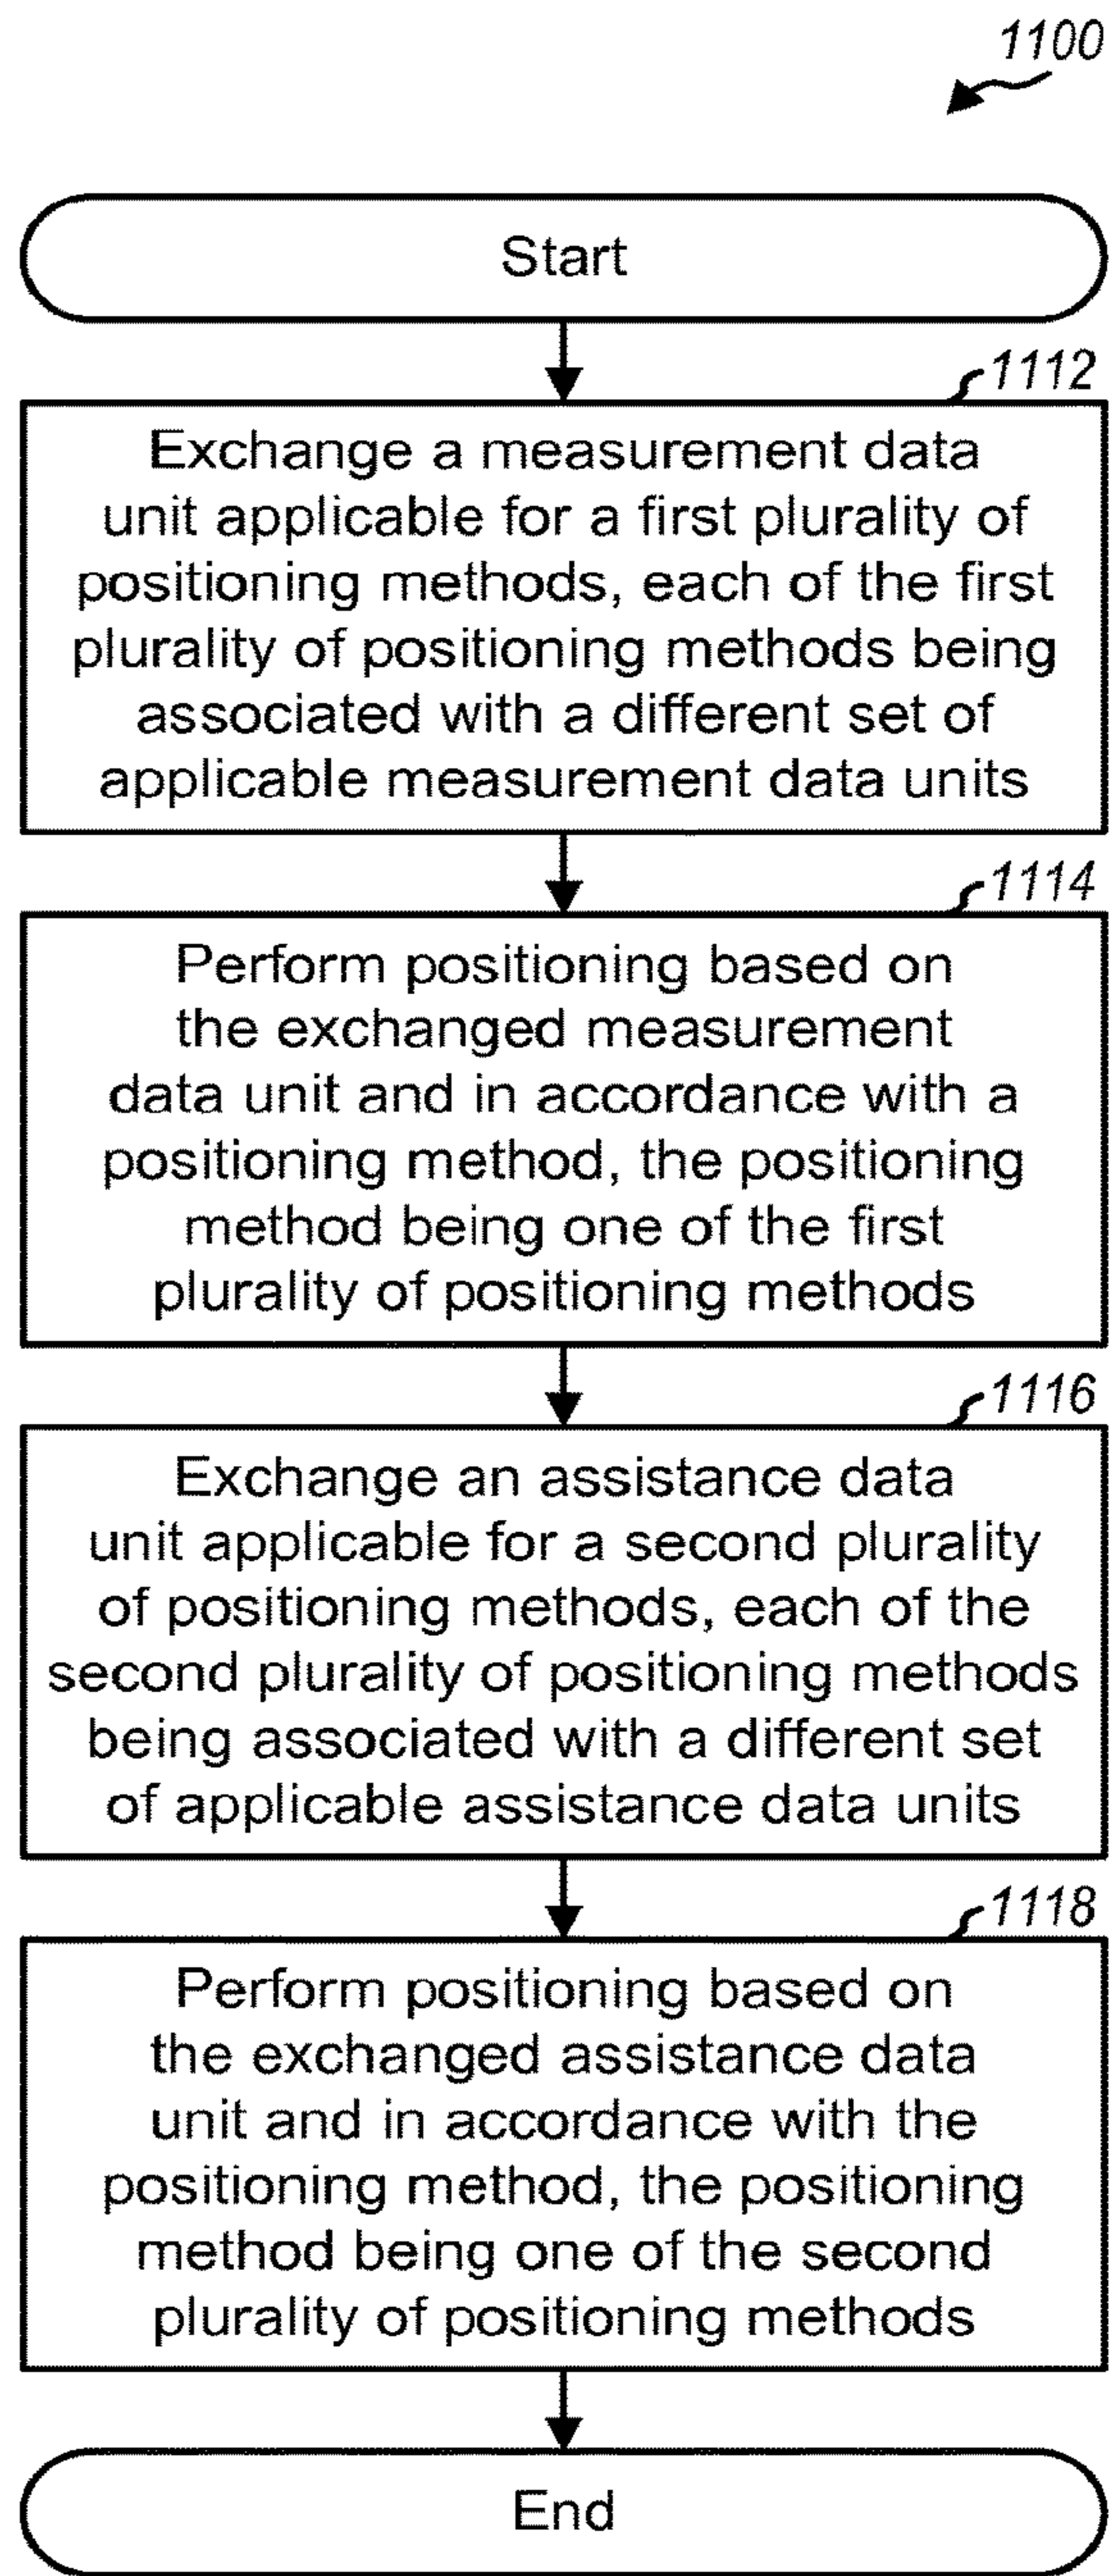 1100
Start
1112
Exchange a measurement data
unit applicable for a first plurality of
positioning methods, each of the first
plurality of positioning methods being
associated with a different set of
applicable measurement data units
1114
Perform positioning based on
the exchanged measurement
data unit and in accordance with a
positioning method, the positioning
method being one of the first
plurality of positioning methods
1116
Exchange an assistance data
unit applicable for a second plurality
of positioning methods, each of the
second plurality of positioning methods
being associated with a different set
of applicable assistance data units
1118
Perform positioning based on
the exchanged assistance data
unit and in accordance with the
positioning method, the positioning
method being one of the second
plurality of positioning methods
End